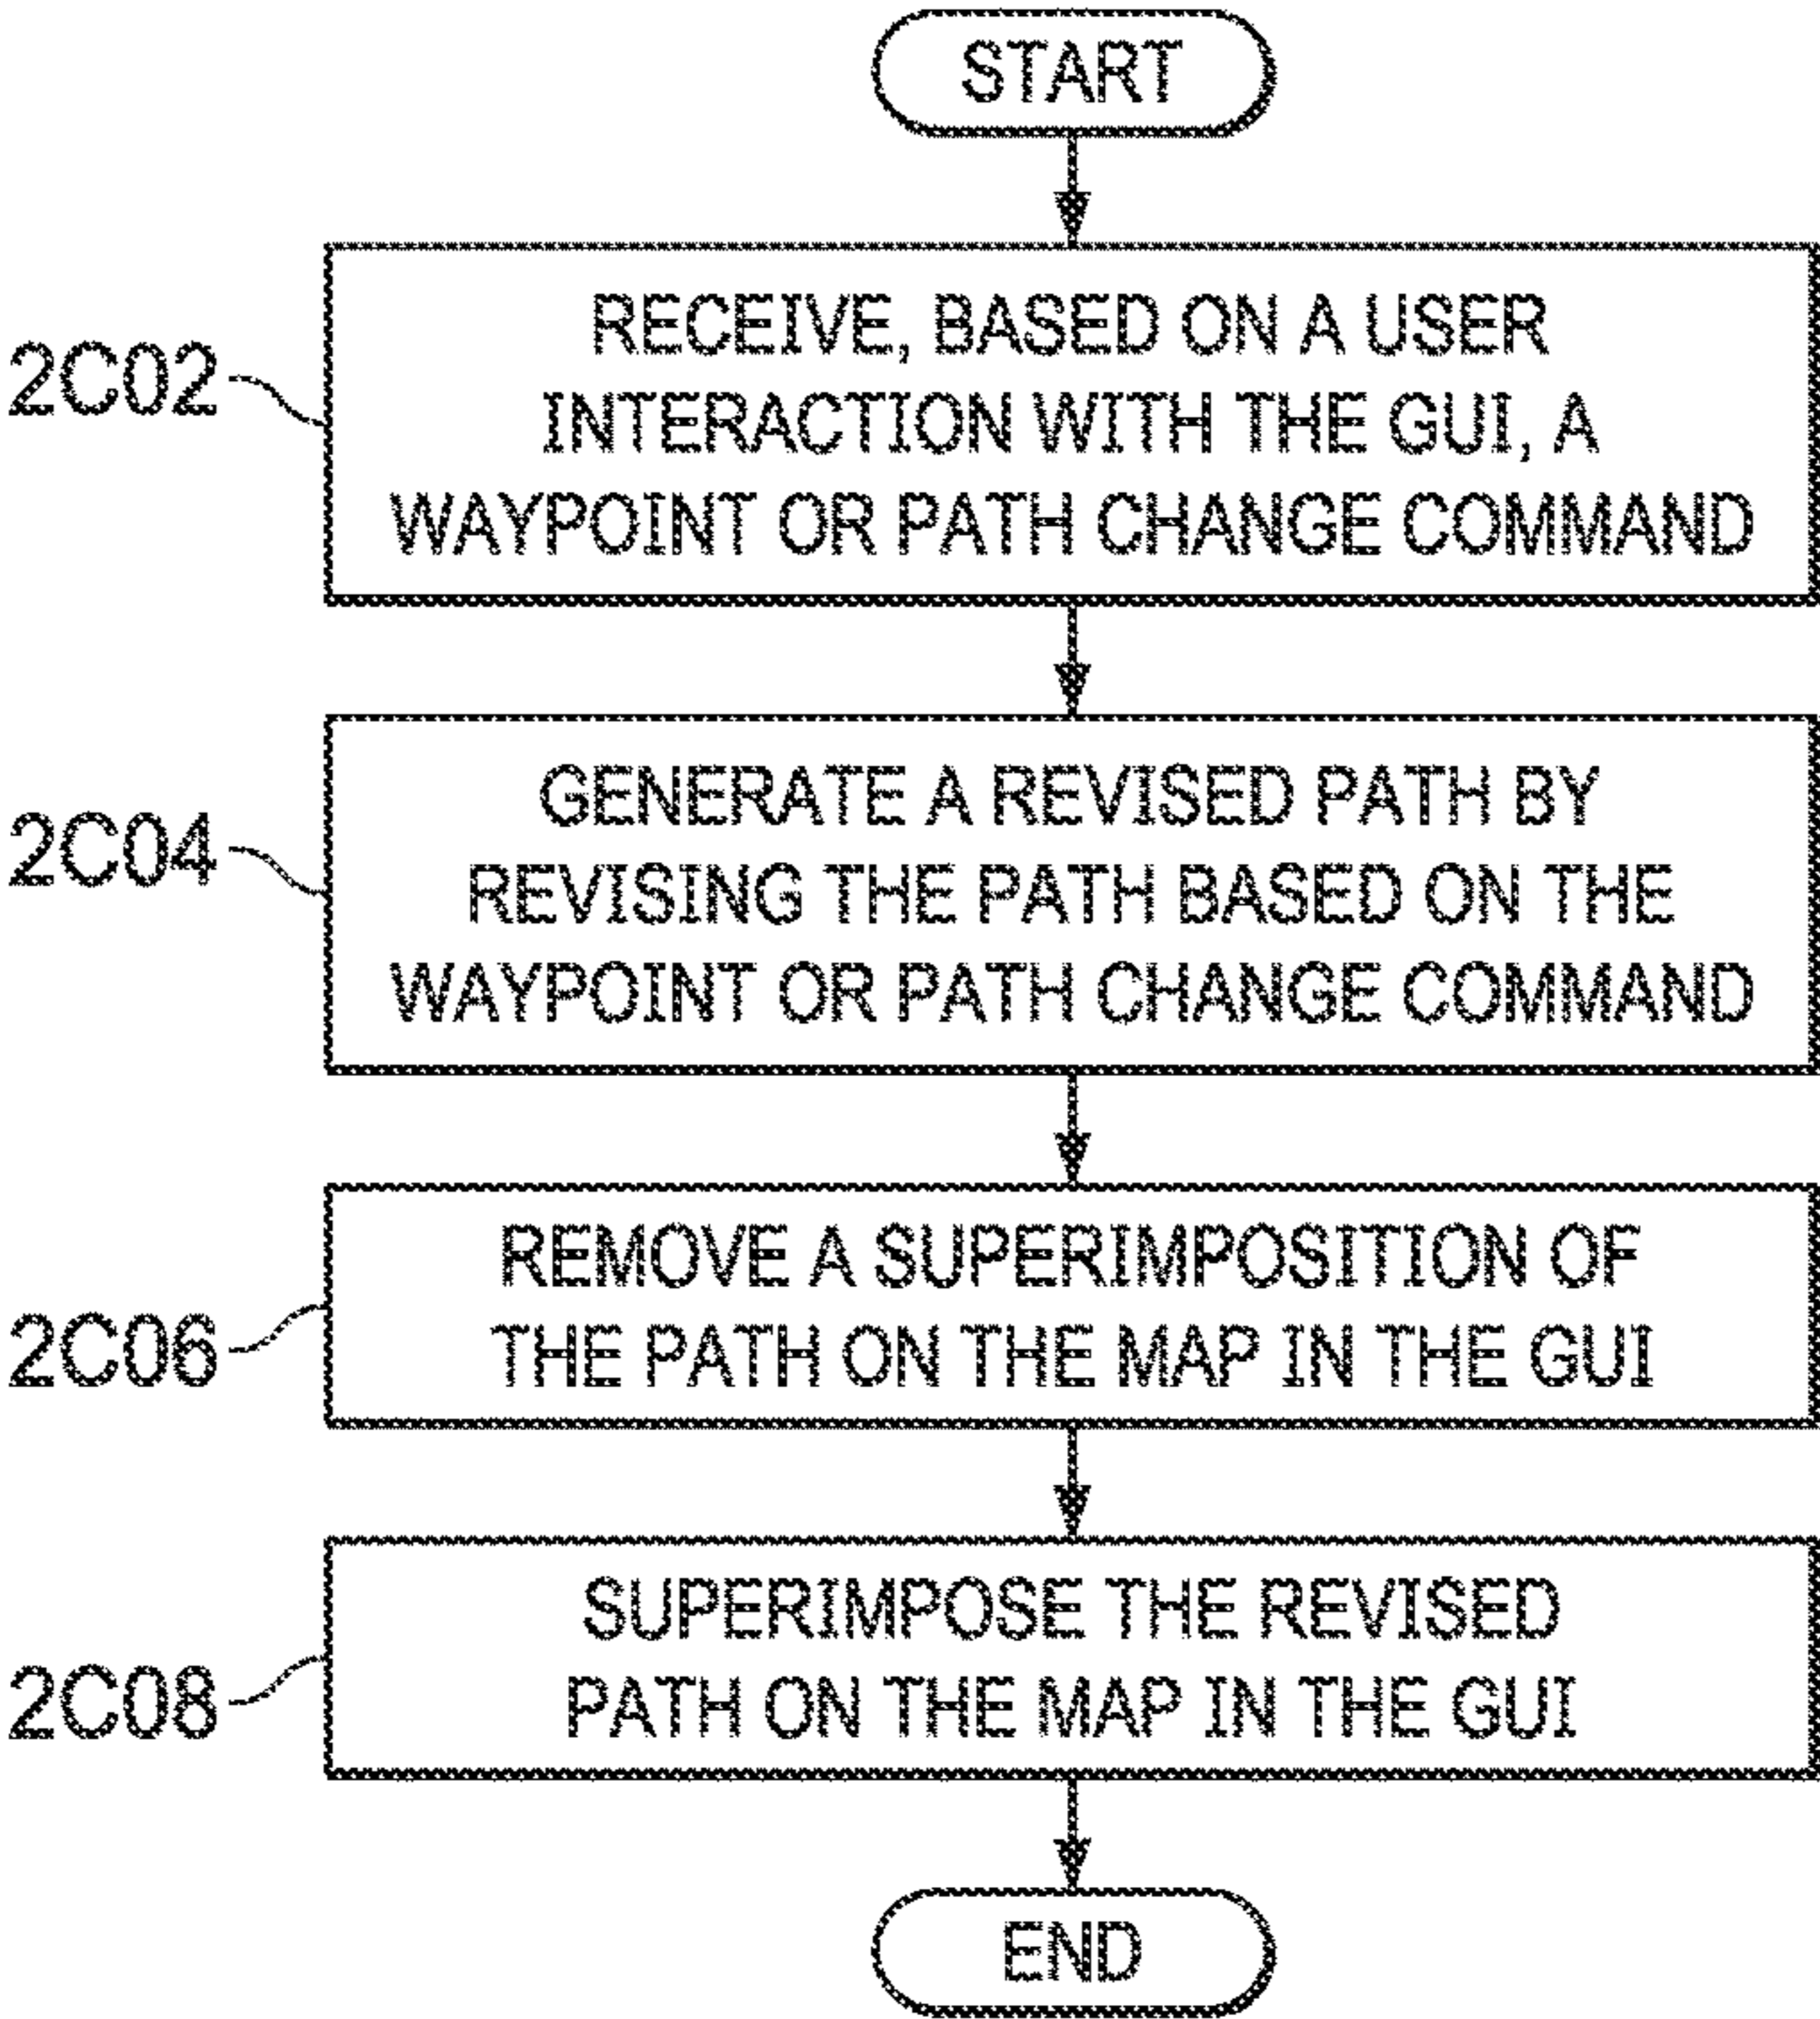 START
2C02
RECEIVE, BASED ON A USER
INTERACTION WITH THE GUI, A
WAYPOINT OR PATH CHANGE COMMAND
2C04
GENERATE A REVISED PATH BY
REVISING THE PATH BASED ON THE
WAYPOINT OR PATH CHANGE COMMAND
2C06
REMOVE A SUPERIMPOSITION OF
THE PATH ON THE MAP IN THE GUI
2C08
SUPERIMPOSE THE REVISED
PATH ON THE MAP IN THE GUI
END